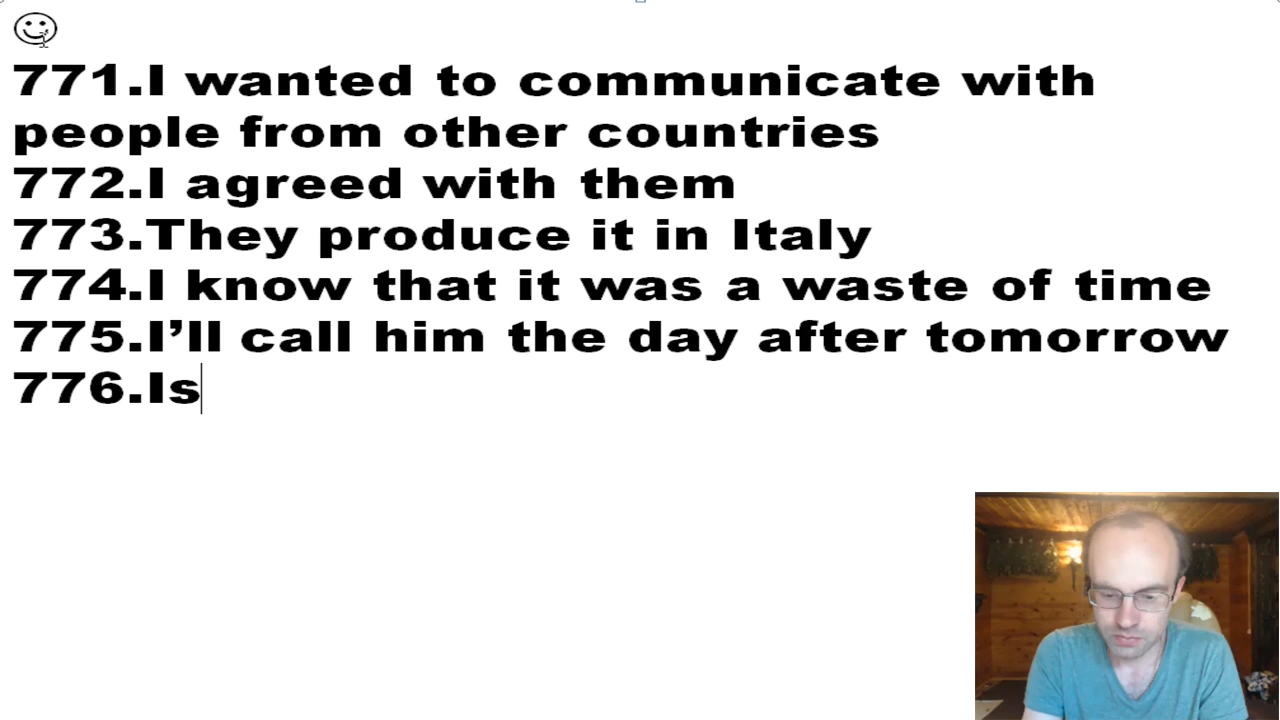 771.I wanted to communicate with
people from other countries
772.I agreed with them
773.They produce it in Italy
774.I know that it was a waste of time
775.I’ll call him the day after tomorrow
776.Is